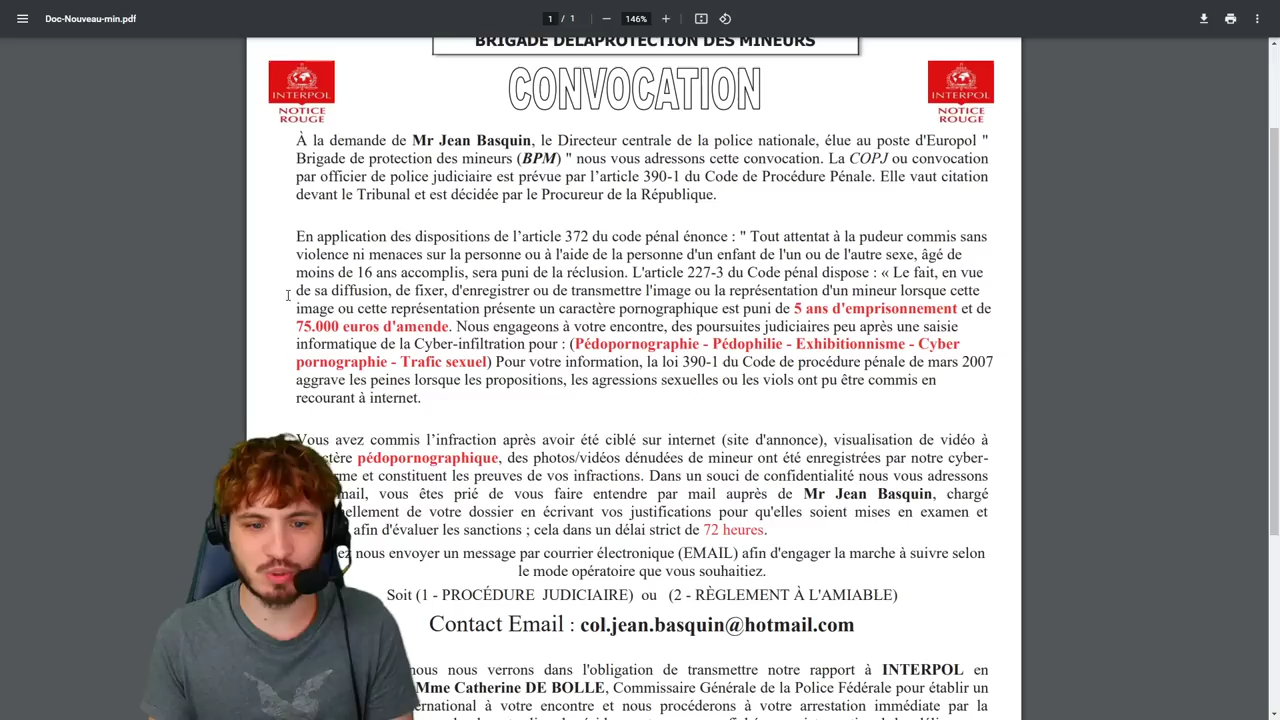 Doc-Nouveau-min.pdf
1 / 1
146%
BRIGADE DELAPROTECTION DES MINEURS
CONVOCATION
INTERPOL
NOTICE
ROUGE
INTERPOL
NOTICE
ROUGE
À la demande de Mr Jean Basquin, le Directeur centrale de la police nationale, élue au poste d'Europol "
Brigade de protection des mineurs (BPM) " nous vous adressons cette convocation. La COPJ ou convocation
par officier de police judiciaire est prévue par l'article 390-1 du Code de Procédure Pénale. Elle vaut citation
devant le Tribunal et est décidée par le Procureur de la République.
En application des dispositions de l'article 372 du code pénal énonce : " Tout attentat à la pudeur commis sans
violence ni menaces sur la personne ou à l'aide de la personne d'un enfant de l'un ou de l'autre sexe, âgé de
moins de 16 ans accomplis, sera puni de la réclusion. L'article 227-3 du Code pénal dispose : « Le fait, en vue
de sa diffusion, de fixer, d'enregistrer ou de transmettre l'image ou la représentation d'un mineur lorsque cette
image ou cette représentation présente un caractère pornographique est puni de 5 ans d'emprisonnement et de
75.000 euros d'amende. Nous engageons à votre encontre, des poursuites judiciaires peu après une saisie
informatique de la Cyber-infiltration pour : (Pédopornographie - Pédophilie - Exhibitionnisme - Cyber
pornographie - Trafic sexuel) Pour votre information, la loi 390-1 du Code de procédure pénale de mars 2007
aggrave les peines lorsque les propositions, les agressions sexuelles ou les viols ont pu être commis en
recourant à internet.
Vous avez commis l'infraction après avoir été ciblé sur internet (site d'annonce), visualisation de vidéo à
tère pédopornographique, des photos/vidéos dénudées de mineur ont été enregistrées par notre cyber-
rme et constituent les preuves de vos infractions. Dans un souci de confidentialité nous vous adressons
mail, vous êtes prié de vous faire entendre par mail auprès de Mr Jean Basquin, chargé
uellement de votre dossier en écrivant vos justifications pour qu'elles soient mises en examen et
afin d'évaluer les sanctions ; cela dans un délai strict de 72 heures.
ez nous envoyer un message par courrier électronique (EMAIL) afin d'engager la marche à suivre selon
le mode opératoire que vous souhaitiez.
Soit (1 - PROCÉDURE JUDICIAIRE) ou (2 - RÈGLEMENT À L'AMIABLE)
Contact Email : col.jean.basquin@hotmail.com
nous nous verrons dans l'obligation de transmettre notre rapport à INTERPOL en
Mme Catherine DE BOLLE, Commissaire Générale de la Police Fédérale pour établir un
ernational à votre encontre et nous procéderons à votre arrestation immédiate par la